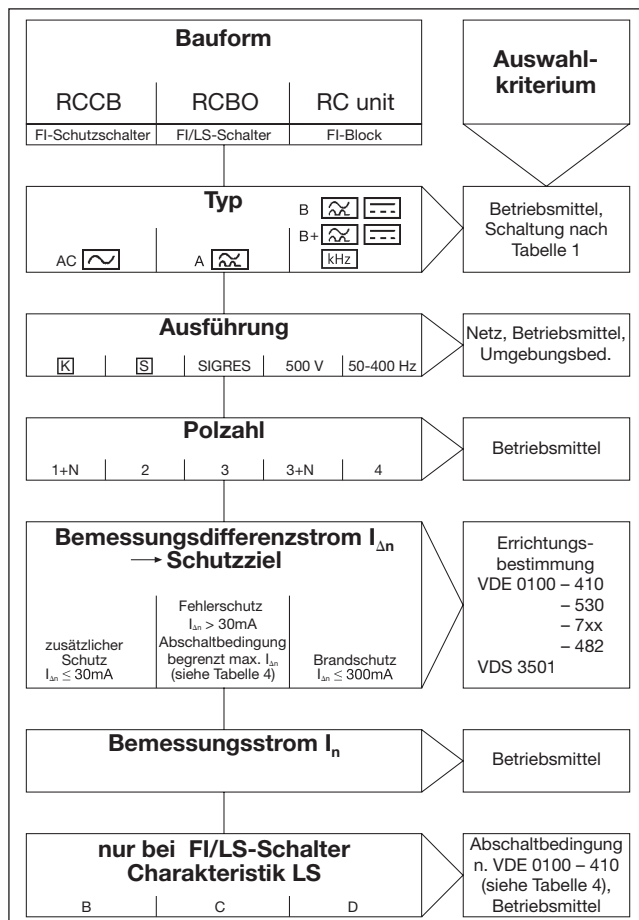 Bauform
RCCB RCBO RC unit
FI-Schutzschalter FI/LS-Schalter FI-Block
Auswahl-
kriterium
Typ
AC A B
B+
kHz
Betriebsmittel,
Schaltung nach
Tabelle 1
Ausführung
K S SIGRES 500 V 50-400 Hz
Netz, Betriebsmittel,
Umgebungsbed.
Polzahl
1+N 2 3 3+N 4
Betriebsmittel
Bemessungsdifferenzstrom IΔn
→ Schutzziel
zusätzlicher
Schutz
IΔn ≤ 30mA
Fehlerschutz
IΔn > 30mA
Abschaltbedingung
begrenzt max. IΔn
(siehe Tabelle 4)
Brandschutz
IΔn ≤ 300mA
Errichtungs-
bestimmung
VDE 0100 – 410
– 530
– 7xx
– 482
VDS 3501
Bemessungsstrom In
Betriebsmittel
nur bei FI/LS-Schalter
Charakteristik LS
B C D
Abschaltbedingung
n. VDE 0100 – 410
(siehe Tabelle 4),
Betriebsmittel